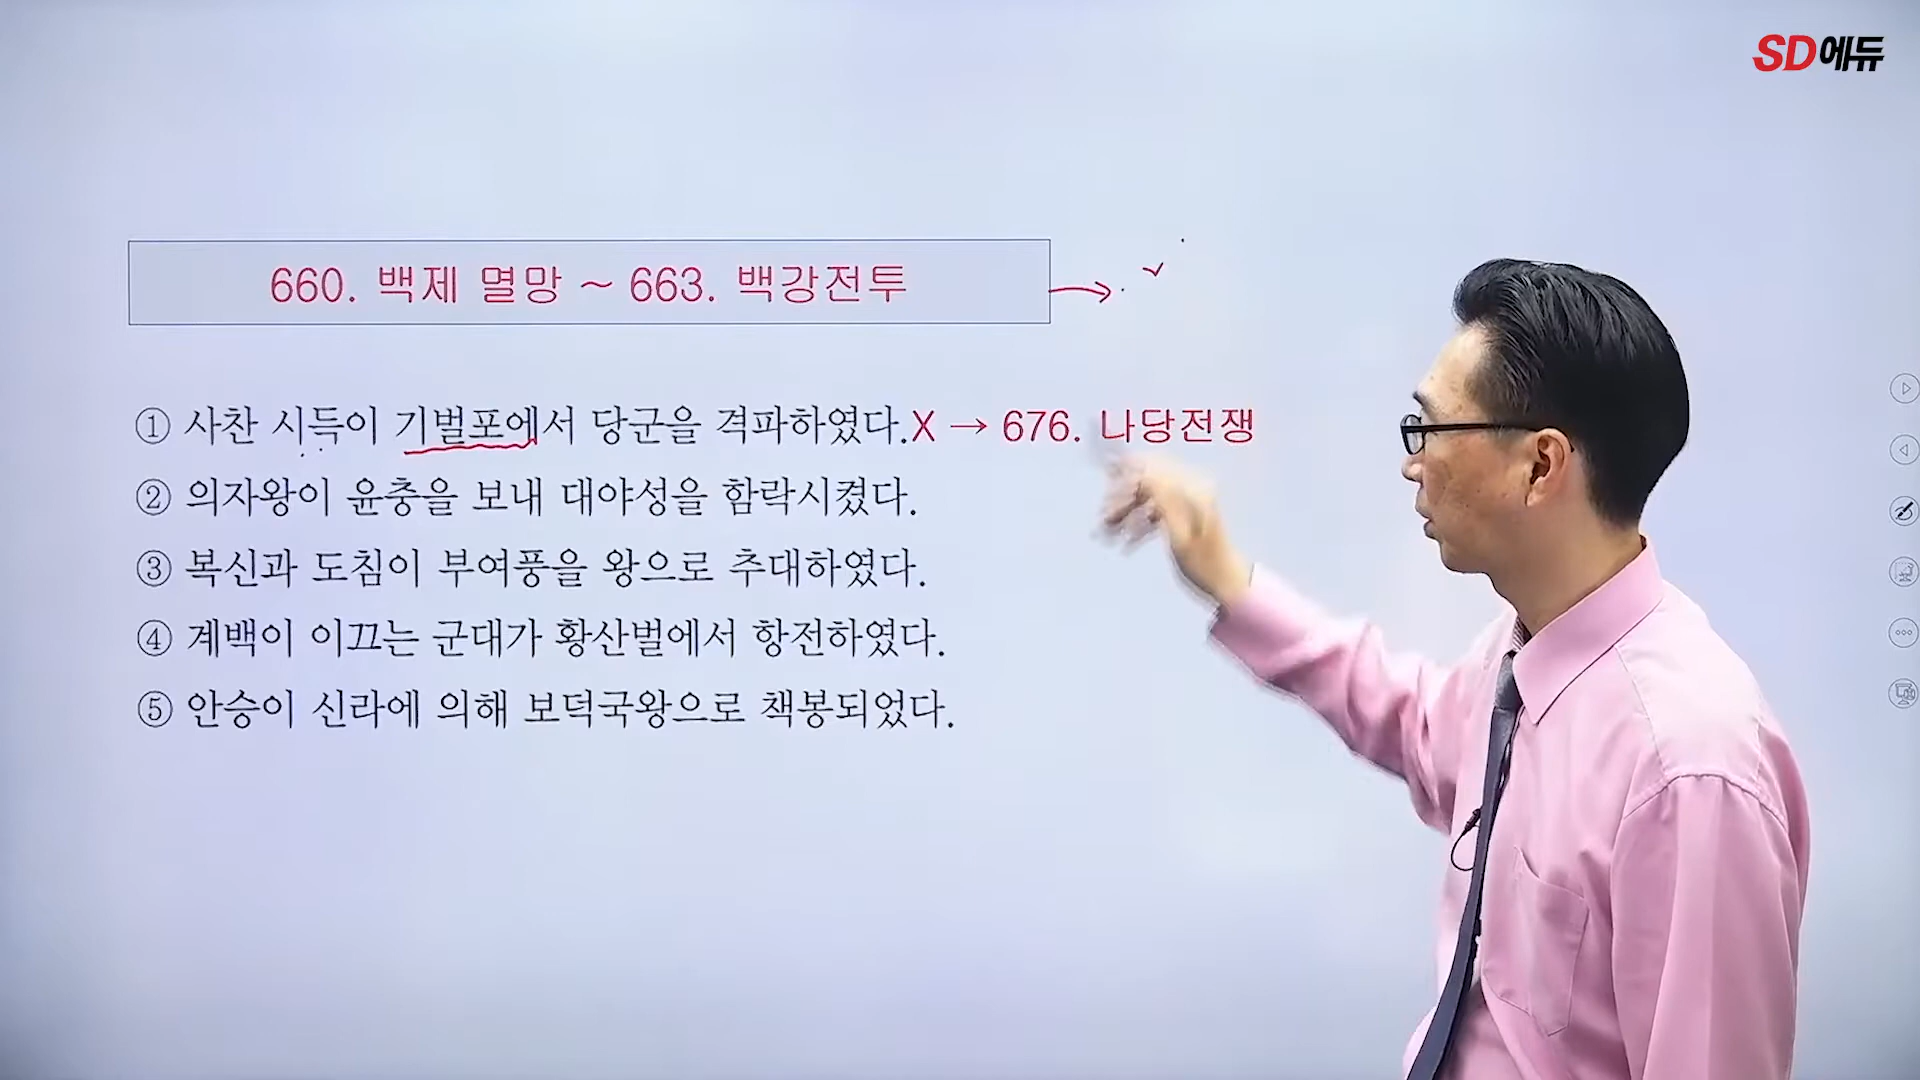 SD에듀
660. 백제 멸망 ~ 663. 백강전투
① 사찬 시득이 기벌포에서 당군을 격파하였다.X → 676. 나당전쟁
② 의자왕이 윤충을 보내 대야성을 함락시켰다.
③ 복신과 도침이 부여풍을 왕으로 추대하였다.
④ 계백이 이끄는 군대가 황산벌에서 항전하였다.
⑤ 안승이 신라에 의해 보덕국왕으로 책봉되었다.